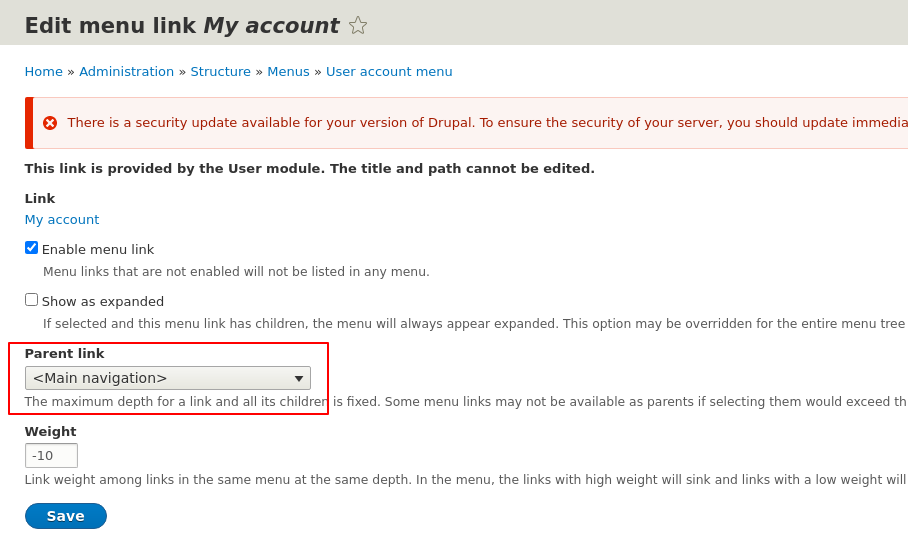 Edit menu link My account
Home » Administration » Structure » Menus » User account menu
There is a security update available for your version of Drupal. To ensure the security of your server, you should update immedia
This link is provided by the User module. The title and path cannot be edited.
Link
My account
Enable menu link
Menu links that are not enabled will not be listed in any menu.
Show as expanded
If selected and this menu link has children, the menu will always appear expanded. This option may be overridden for the entire menu tree
Parent link
<Main navigation>
The maximum depth for a link and all its children is fixed. Some menu links may not be available as parents if selecting them would exceed th
Weight
-10
Link weight among links in the same menu at the same depth. In the menu, the links with high weight will sink and links with a low weight will
Save